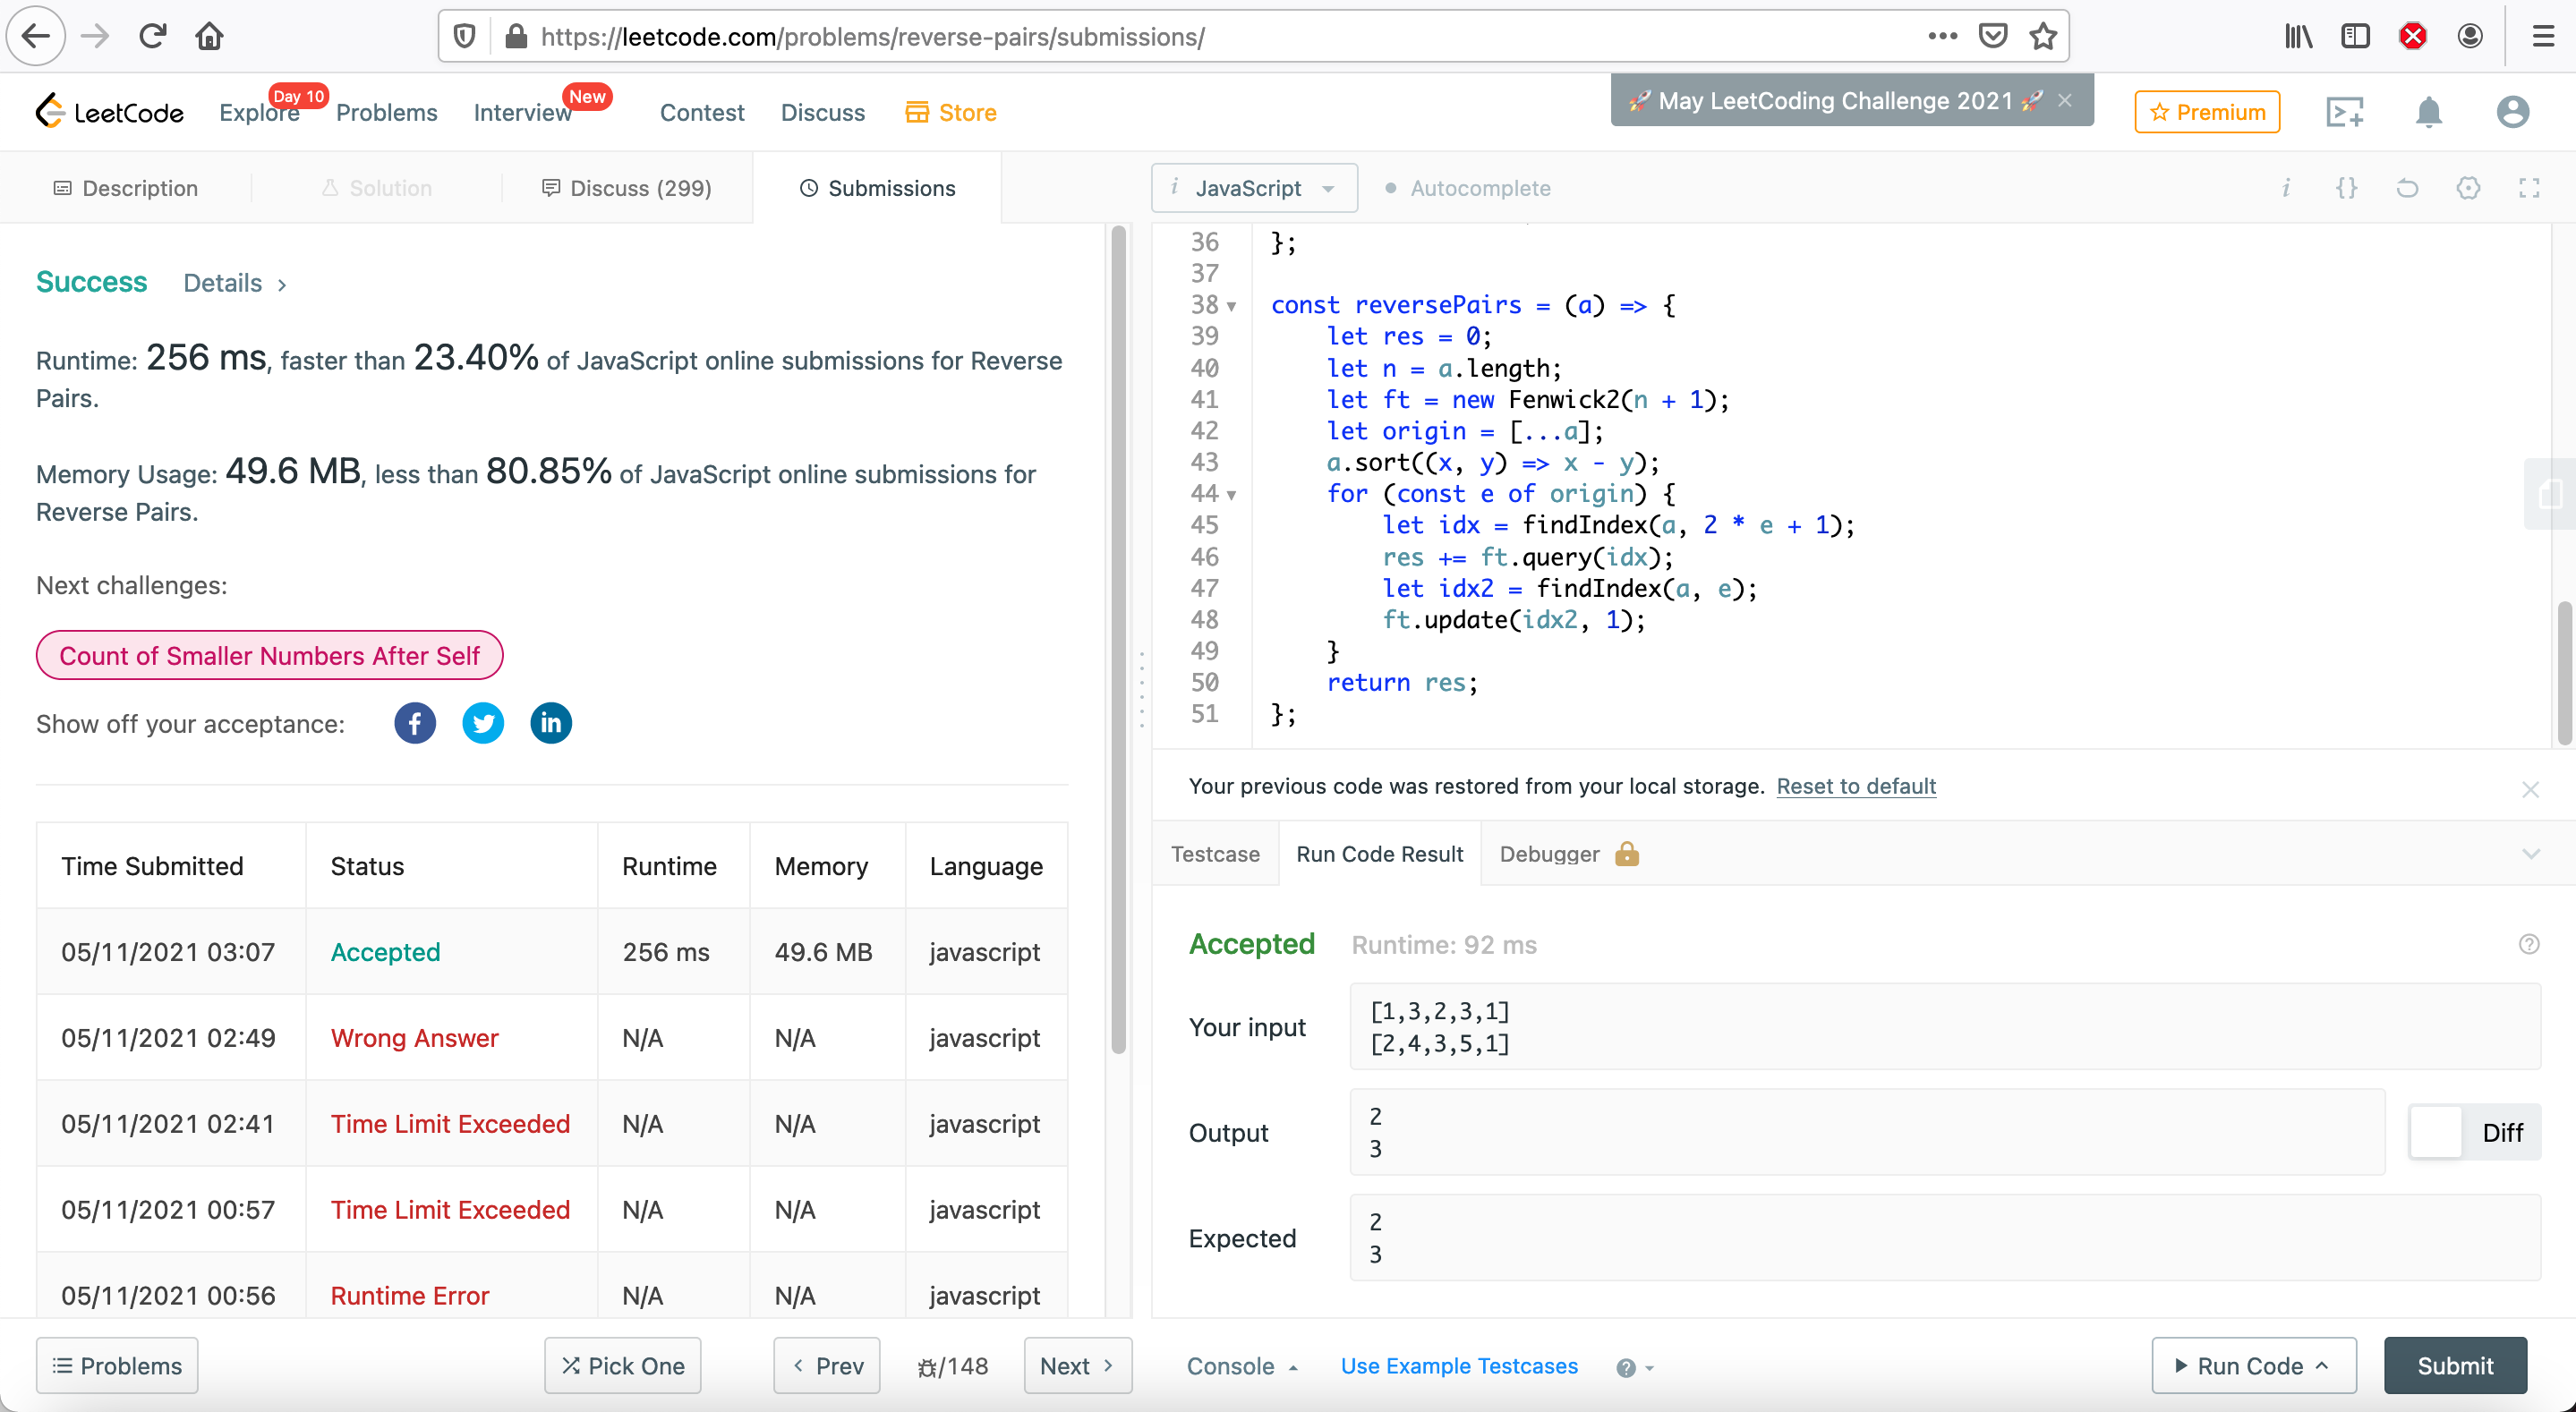 https://leetcode.com/problems/reverse-pairs/submissions/
LeetCode
Explore
Day 10
Problems
Interview
New
Contest
Discuss
Store
🚀 May LeetCoding Challenge 2021 🚀 ×
Premium
Description
Solution
Discuss (299)
Submissions
Success Details >
Runtime: 256 ms, faster than 23.40% of JavaScript online submissions for Reverse
Pairs.
Memory Usage: 49.6 MB, less than 80.85% of JavaScript online submissions for
Reverse Pairs.
Next challenges:
Count of Smaller Numbers After Self
Show off your acceptance:
Time Submitted Status Runtime Memory Language
05/11/2021 03:07 Accepted 256 ms 49.6 MB javascript
05/11/2021 02:49 Wrong Answer N/A N/A javascript
05/11/2021 02:41 Time Limit Exceeded N/A N/A javascript
05/11/2021 00:57 Time Limit Exceeded N/A N/A javascript
05/11/2021 00:56 Runtime Error N/A N/A javascript
Problems
Pick One
Prev
/148
Next
i JavaScript
Autocomplete
36 };
37
38 const reversePairs = (a) => {
39     let res = 0;
40     let n = a.length;
41     let ft = new Fenwick2(n + 1);
42     let origin = [...a];
43     a.sort((x, y) => x - y);
44     for (const e of origin) {
45         let idx = findIndex(a, 2 * e + 1);
46         res += ft.query(idx);
47         let idx2 = findIndex(a, e);
48         ft.update(idx2, 1);
49     }
50     return res;
51 };
Your previous code was restored from your local storage. Reset to default
Testcase
Run Code Result
Debugger
Accepted Runtime: 92 ms
Your input
[1,3,2,3,1]
[2,4,3,5,1]
Output
2
3
Diff
Expected
2
3
Console
Use Example Testcases
Run Code
Submit